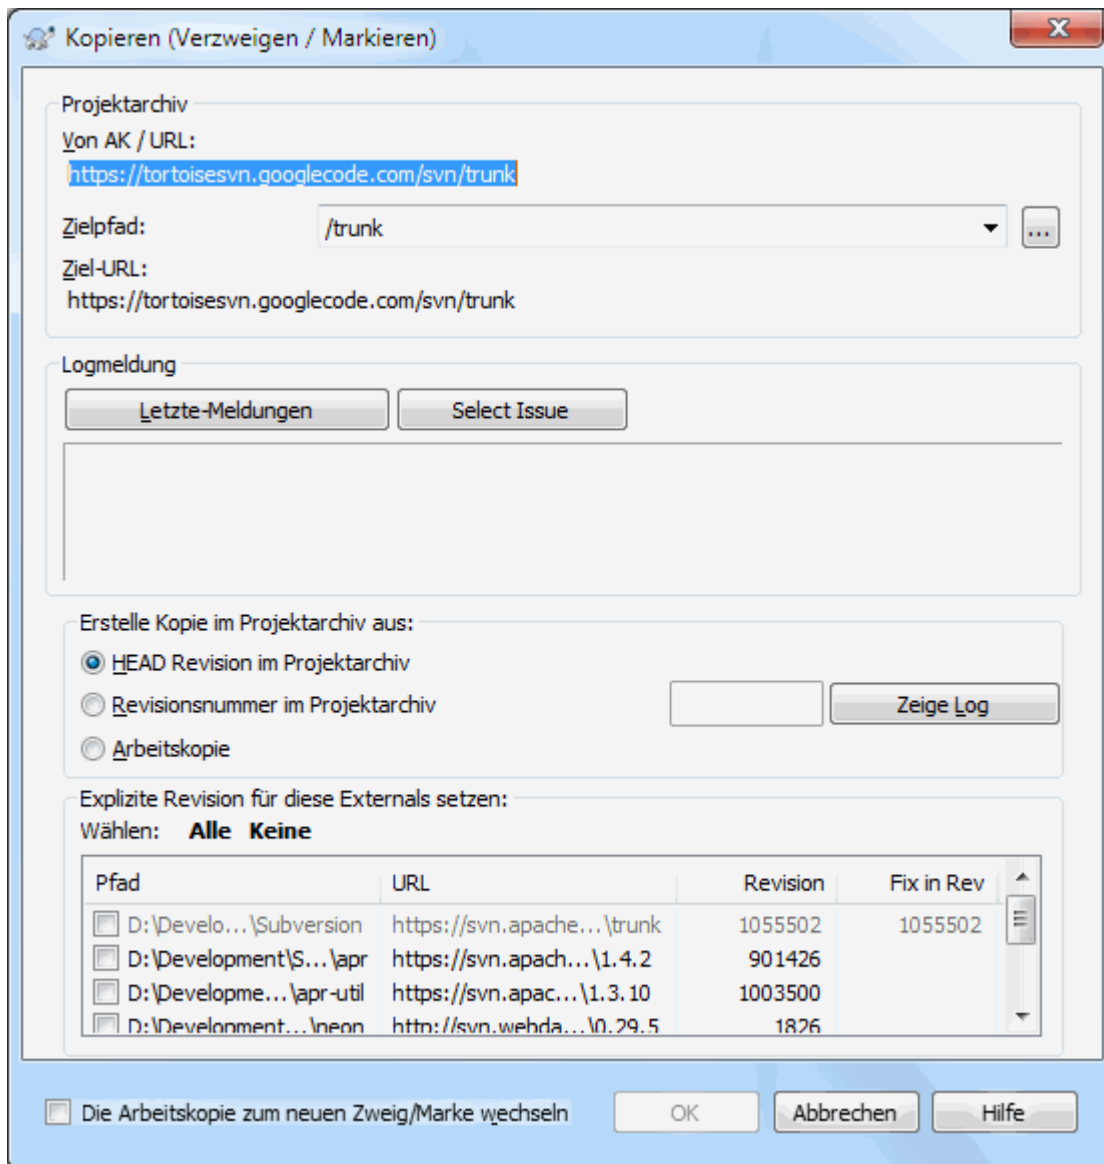 Kopieren (Verzweigen / Markieren)
Projektarchiv
Von AK / URL:
https://tortoisesvn.googlecode.com/svn/trunk
Zielpfad: /trunk ...
Ziel-URL:
https://tortoisesvn.googlecode.com/svn/trunk
Logmeldung
Letzte-Meldungen Select Issue
Erstelle Kopie im Projektarchiv aus:
HEAD Revision im Projektarchiv
Revisionsnummer im Projektarchiv Zeige Log
Arbeitskopie
Explizite Revision für diese Externals setzen:
Wählen: Alle Keine
Pfad URL Revision Fix in Rev
D:\Develo...\Subversion https://svn.apache...\trunk 1055502 1055502
D:\Development\S...\apr https://svn.apach...\1.4.2 901426
D:\Developme...\apr-util https://svn.apac...\1.3.10 1003500
D:\Development...\neon http://svn.webda...\0.29.5 1826
Die Arbeitskopie zum neuen Zweig/Marke wechseln OK Abbrechen Hilfe